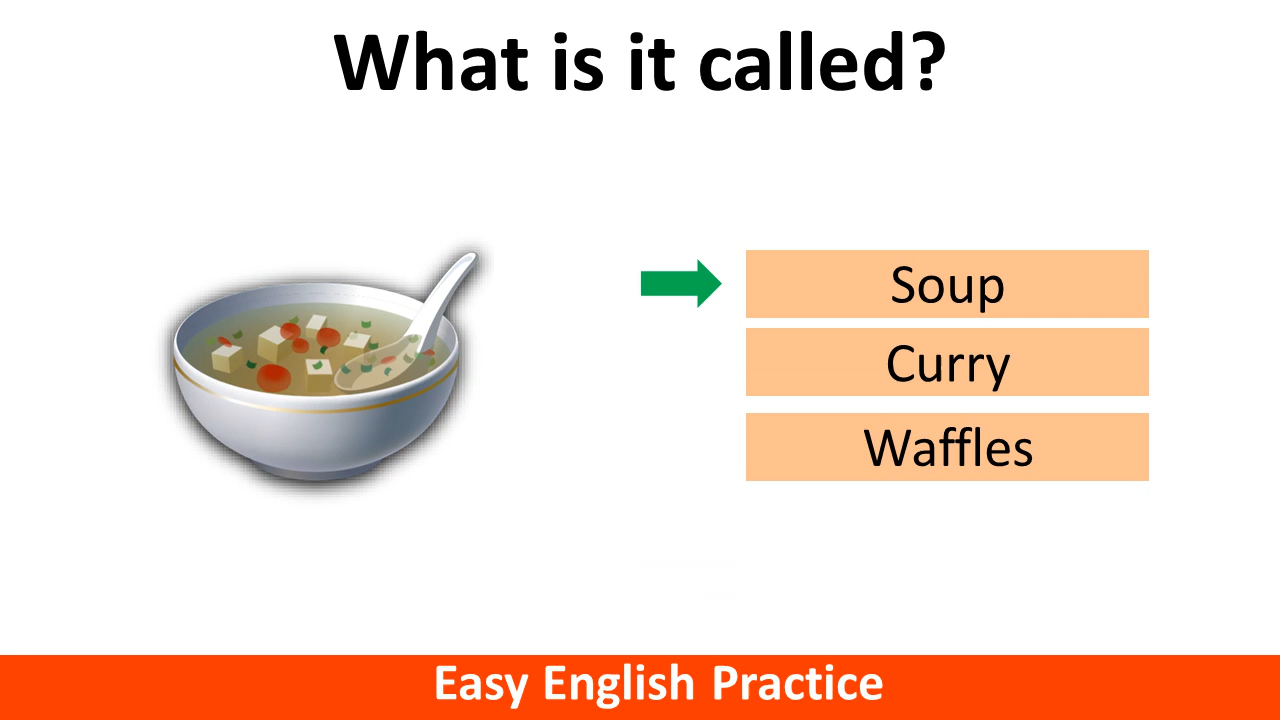 What is it called?
Soup
Curry
Waffles
Easy English Practice